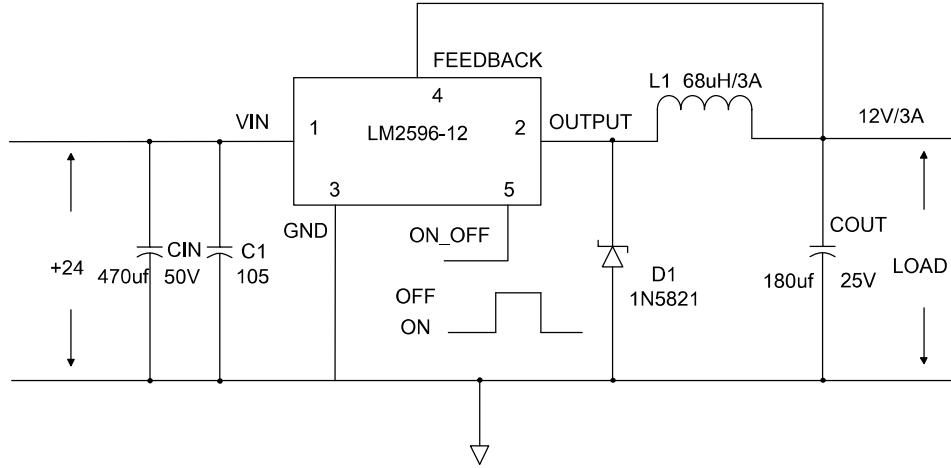 FEEDBACK
L1 68uH/3A
4
VIN
1
LM2596-12
2
OUTPUT
12V/3A
3
5
GND
ON_OFF
COUT
+24
470uf
CIN
50V
C1
105
D1
1N5821
180uf
25V
LOAD
OFF
ON